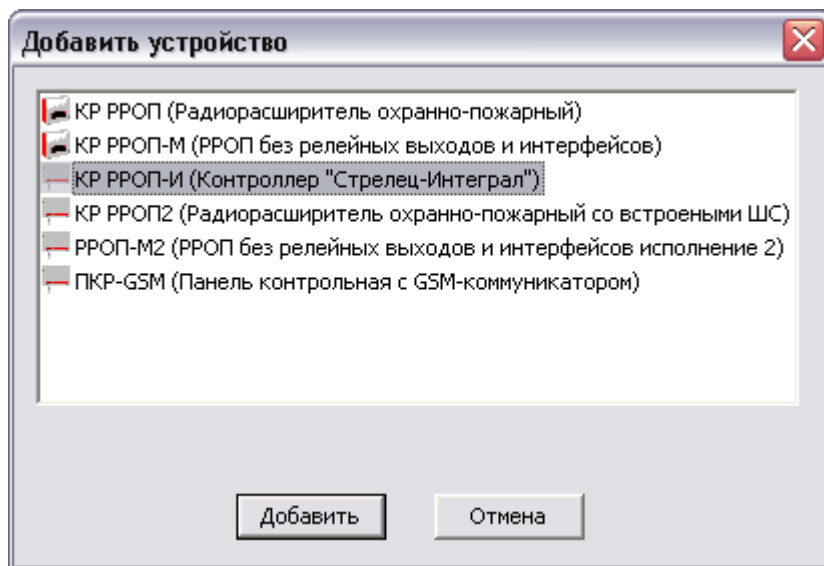 Добавить устройство
КР РРОП (Радиорасширитель охранно-пожарный)
КР РРОП-М (РРОП без релейных выходов и интерфейсов)
КР РРОП-И (Контроллер "Стрелец-Интеграл")
КР РРОП2 (Радиорасширитель охранно-пожарный со встроеными ШС)
РРОП-М2 (РРОП без релейных выходов и интерфейсов исполнение 2)
ПКР-GSM (Панель контрольная с GSM-коммуникатором)
Добавить Отмена